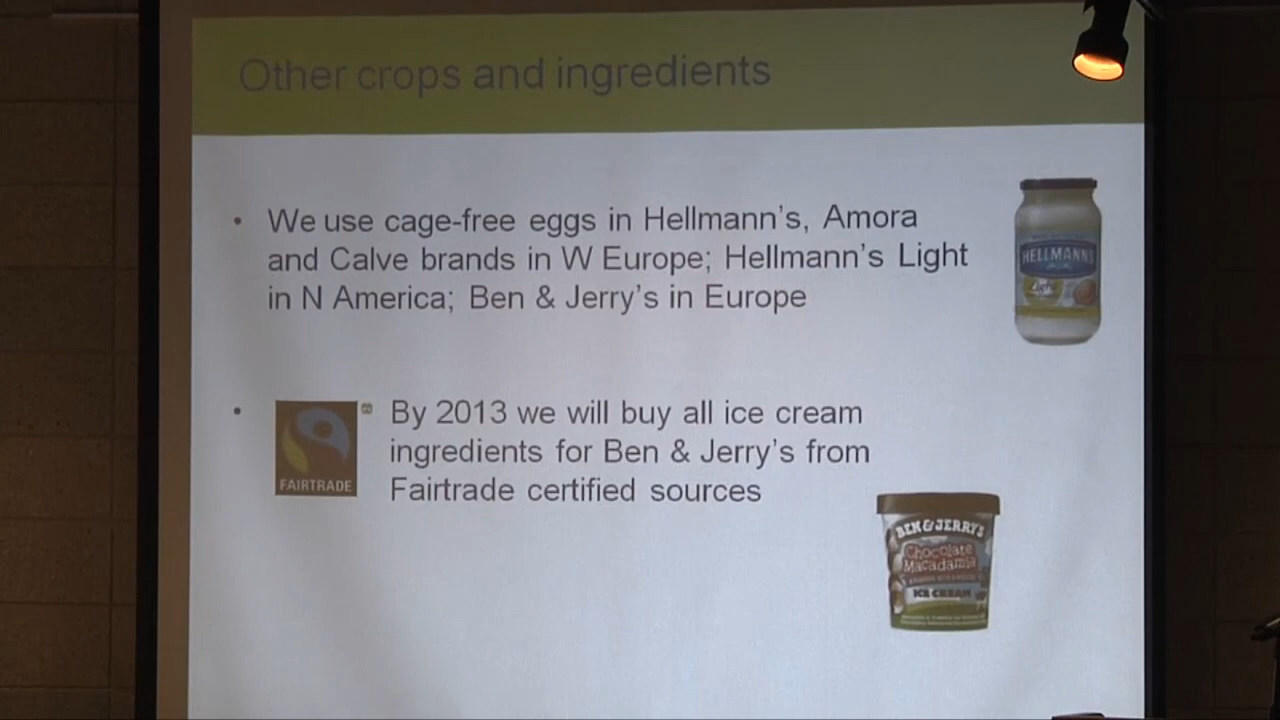 Other crops and ingredients
• We use cage-free eggs in Hellmann's, Amora
and Calve brands in W Europe; Hellmann's Light
in N America; Ben & Jerry's in Europe
HELLMANN'S
Light
• By 2013 we will buy all ice cream
ingredients for Ben & Jerry's from
Fairtrade certified sources
FAIRTRADE
BEN & JERRY'S
Chocolate
Macadamia
ICE CREAM